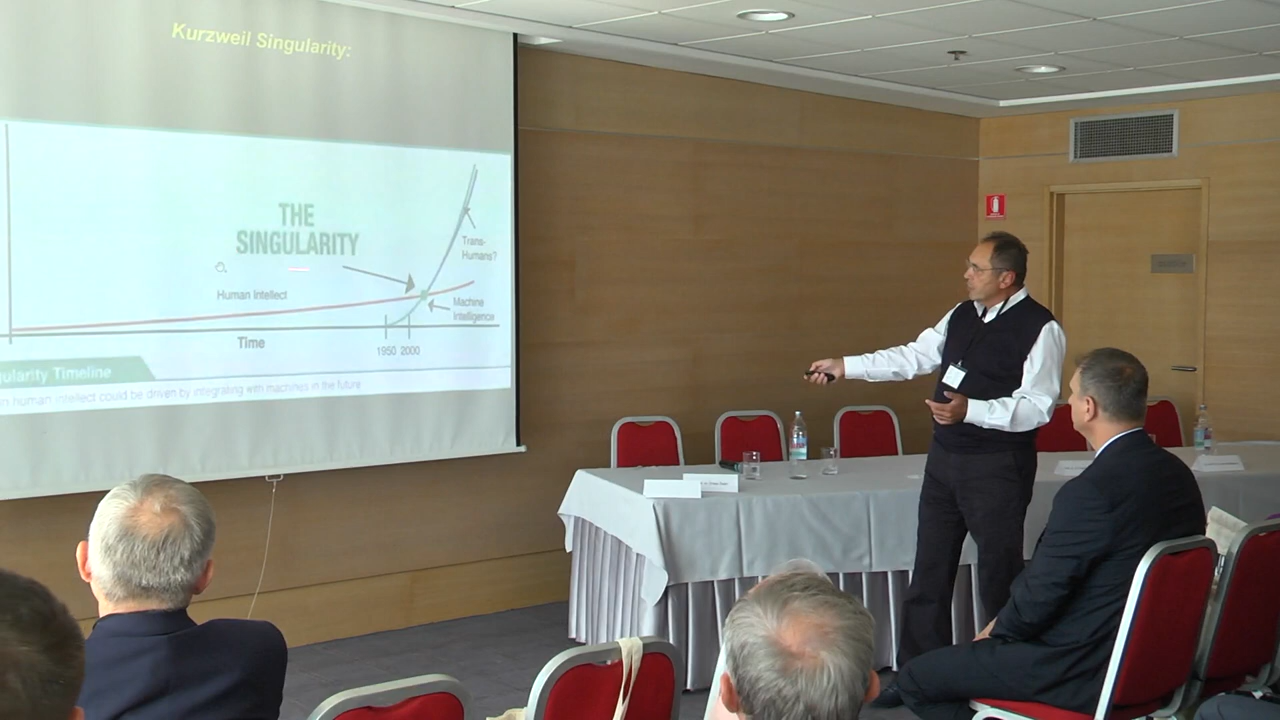 Kurzweil Singularity:
THE
SINGULARITY
Trans-
Humans?
Human Intellect
Machine
Intelligence
Time
1950 2000
Timeline
human intellect could be driven by integrating with machines in the future